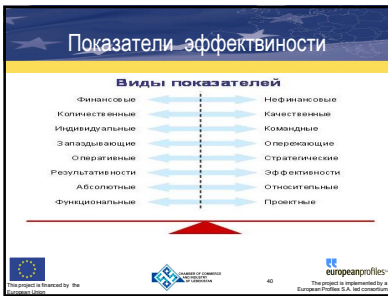 Показатели эффективности
Виды показателей
Финансовые Нефинансовые
Количественные Качественные
Индивидуальные Командные
Запаздывающие Опережающие
Оперативные Стратегические
Результативности Эффективности
Абсолютные Относительные
Функциональные Проектные
This project is financed by the
European Union
CHAMBER OF COMMERCE
AND INDUSTRY
OF UZBEKISTAN
40
europeanprofiles
The project is implemented by a
European Profiles S.A. led consortium